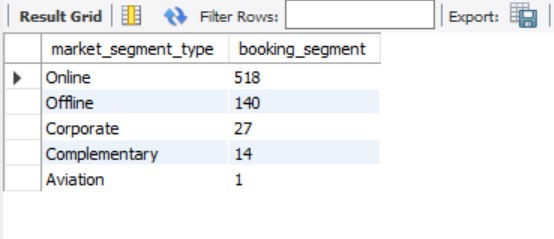 Result Grid Filter Rows: Export:
market_segment_type booking_segment
Online 518
Offline 140
Corporate 27
Complementary 14
Aviation 1